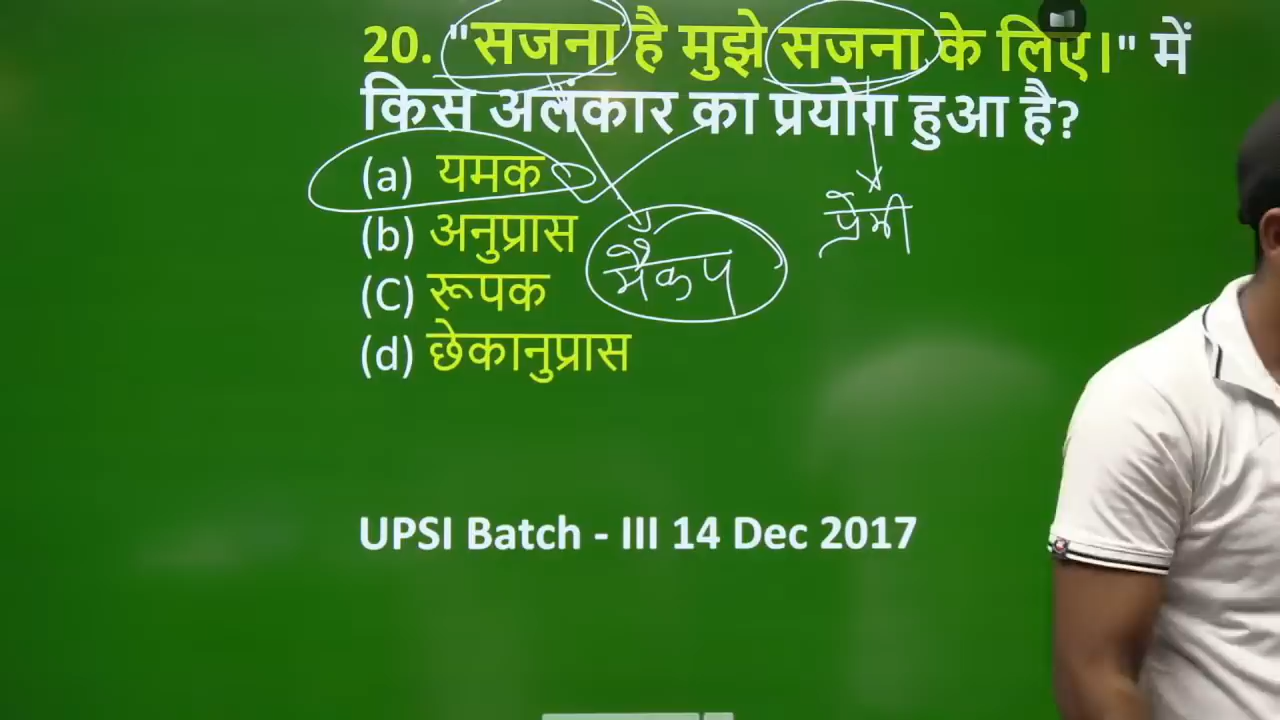 20. "सजना है मुझे सजना के लिए।" में
किस अलंकार का प्रयोग हुआ है?
(a) यमक
(b) अनुप्रास
(C) रूपक
(d) छेकानुप्रास
मैकप
प्रेमी
UPSI Batch - III 14 Dec 2017